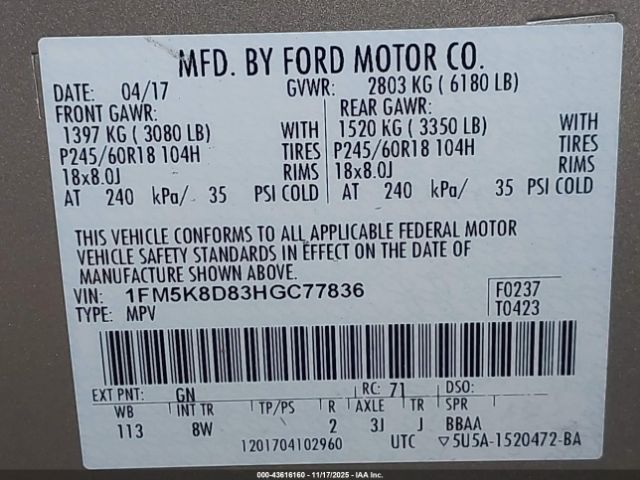 MFD. BY FORD MOTOR CO.
DATE: 04/17 GVWR: 2803 KG ( 6180 LB)
FRONT GAWR: REAR GAWR:
1397 KG ( 3080 LB) WITH 1520 KG ( 3350 LB) WITH
P245/60R18 104H TIRES P245/60R18 104H TIRES
18x8.0J RIMS 18x8.0J RIMS
AT 240 kPa/ 35 PSI COLD AT 240 kPa/ 35 PSI COLD
THIS VEHICLE CONFORMS TO ALL APPLICABLE FEDERAL MOTOR
VEHICLE SAFETY STANDARDS IN EFFECT ON THE DATE OF
MANUFACTURE SHOWN ABOVE.
VIN: 1FM5K8D83HGC77836 F0237
TYPE: MPV T0423
EXT PNT: GN RC: 71 DSO:
WB INT TR TP/PS R AXLE TR SPR
113 8W 2 3J J BBAA
1201704102960 UTC ▽5U5A-1520472-BA
000-43616160 - 11/17/2025 - IAA Inc.